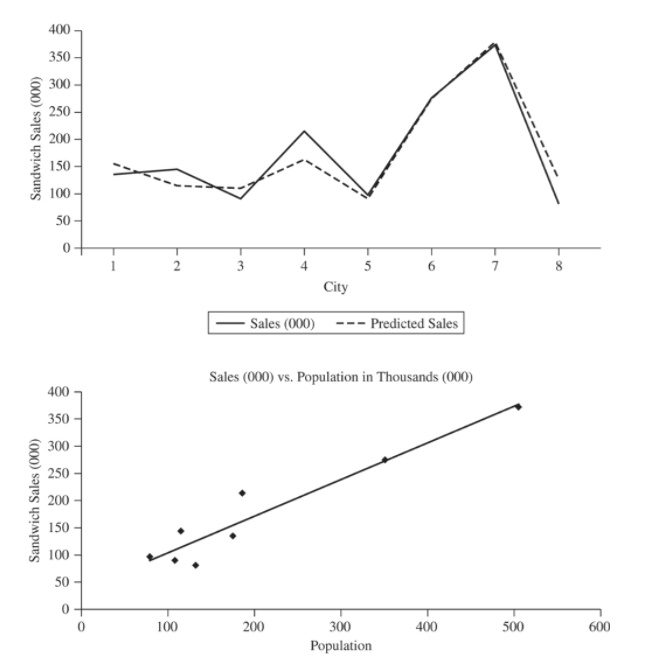 400
350
300
250
200
150
100
50
0
Sandwich Sales (000)
1 2 3 4 5 6 7 8
City
Sales (000) Predicted Sales
Sales (000) vs. Population in Thousands (000)
400
350
300
250
200
150
100
50
0
Sandwich Sales (000)
0 100 200 300 400 500 600
Population